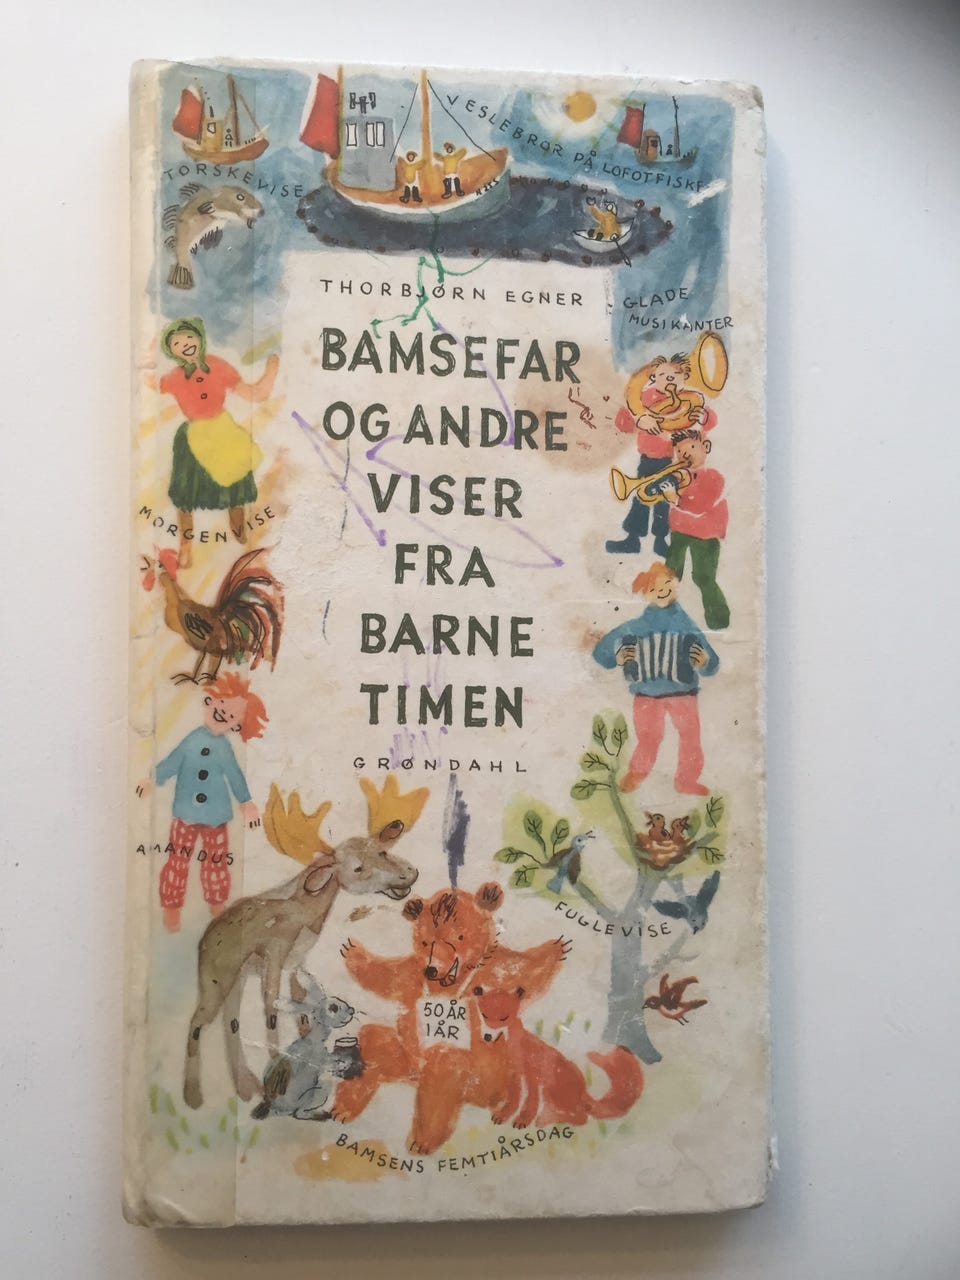 VESLEBROR PÅ LOFOTFISKE
TORSKEVISE
THORBJØRN EGNER
GLADE
MUSIKANTER
BAMSEFAR
OG ANDRE
VISER
FRA
BARNE
TIMEN
GRØNDAHL
MORGENVISE
AMANDUS
FUGLEVISE
50 ÅR
I ÅR
BAMSENS FEMTIÅRSDAG